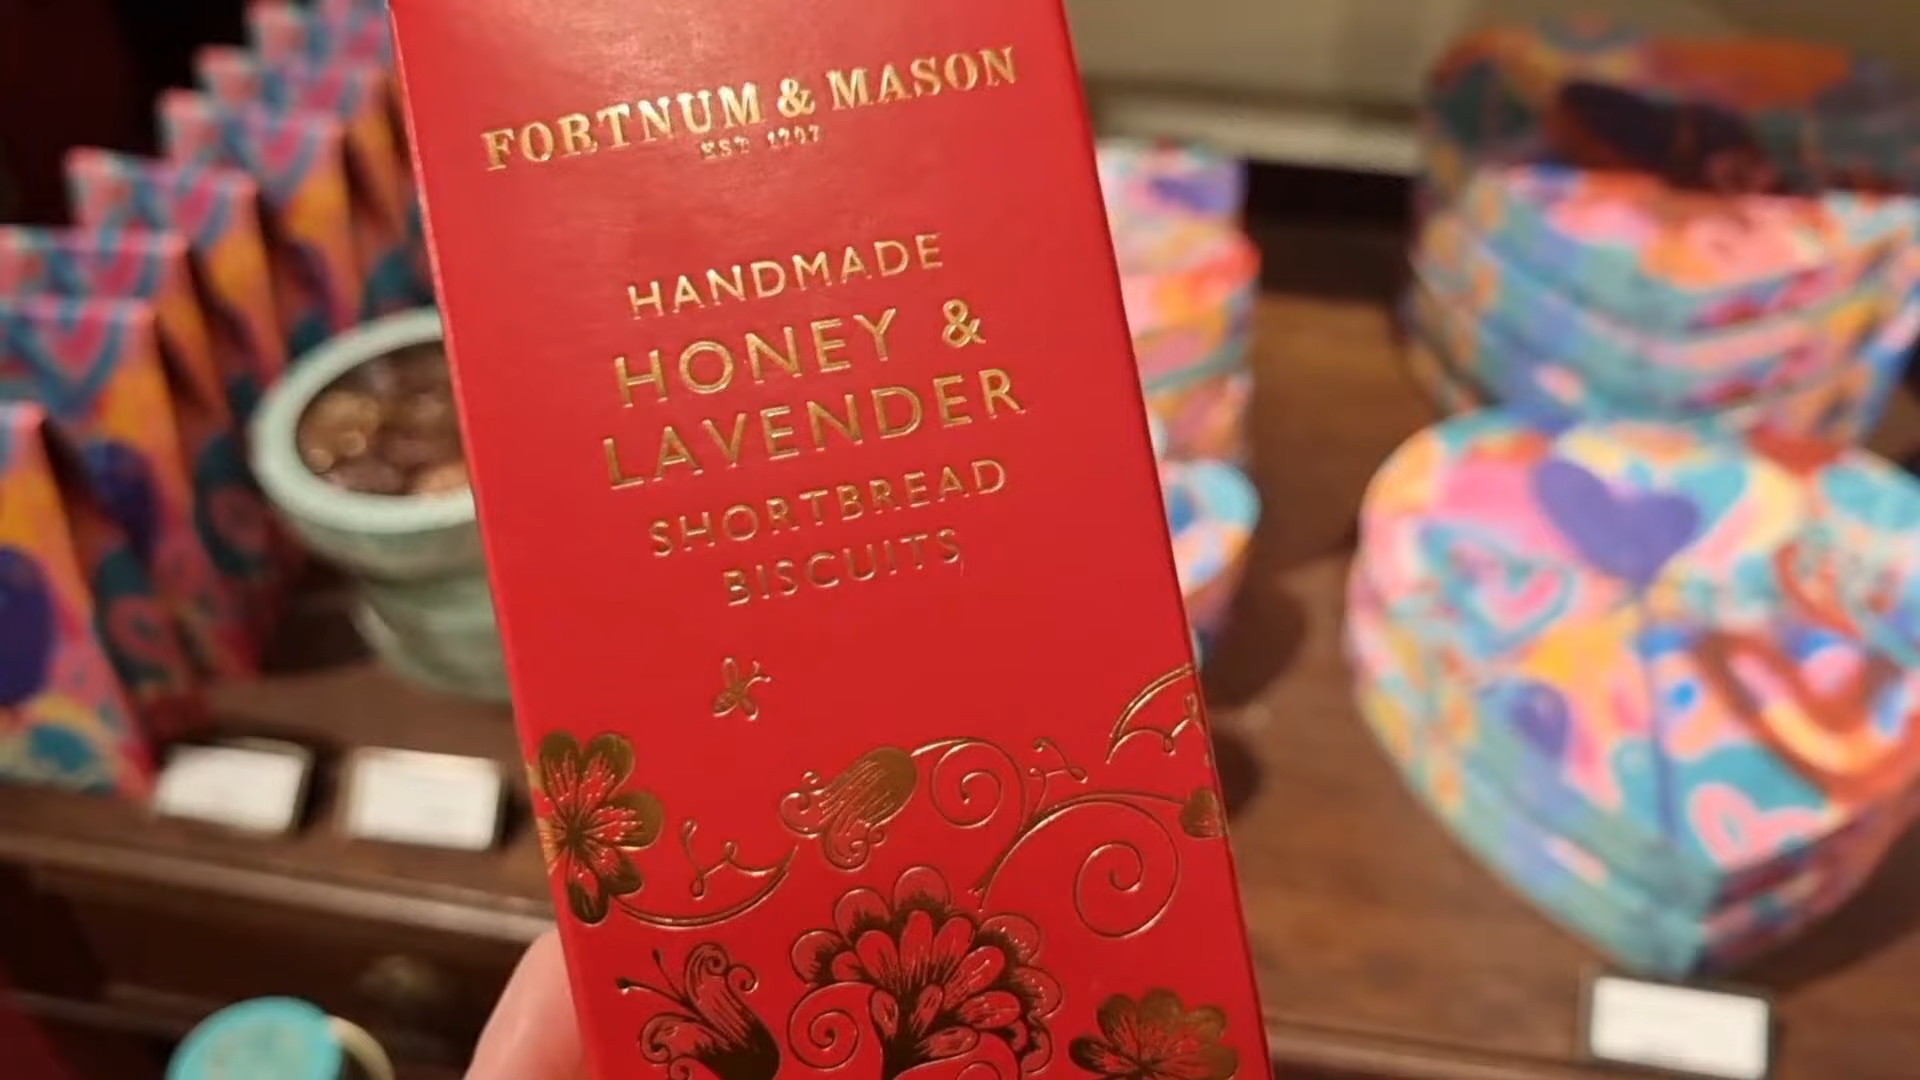 FORTNUM & MASON
EST 1707
HANDMADE
HONEY &
LAVENDER
SHORTBREAD
BISCUITS